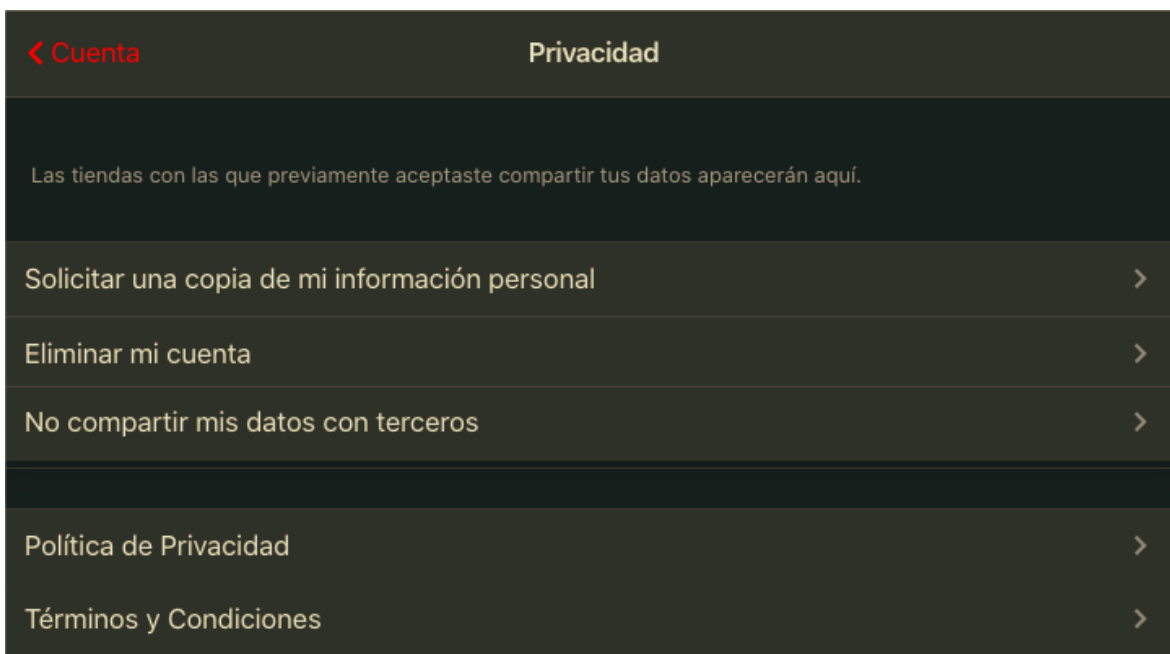 Cuenta
Privacidad
Las tiendas con las que previamente aceptaste compartir tus datos aparecerán aquí.
Solicitar una copia de mi información personal
Eliminar mi cuenta
No compartir mis datos con terceros
Política de Privacidad
Términos y Condiciones